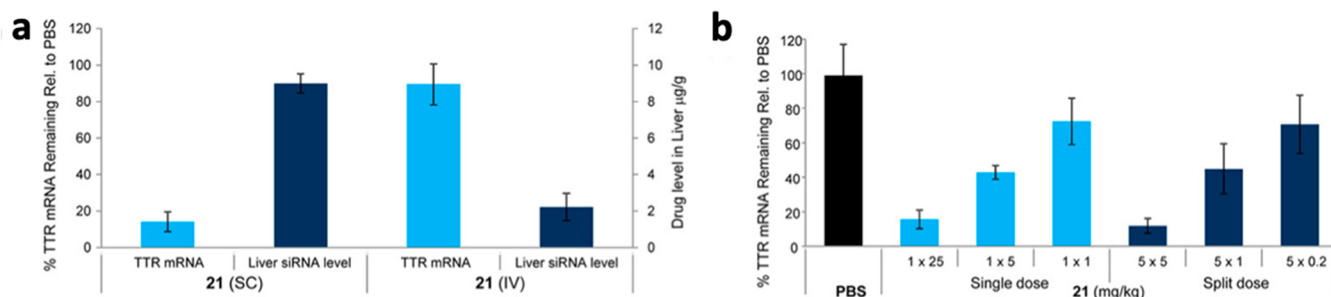 a
% TTR mRNA Remaining Rel. to PBS
120
100
80
60
40
20
0
12
10
8
6
4
2
0
Drug level in Liver µg/g
TTR mRNA
Liver siRNA level
TTR mRNA
Liver siRNA level
21 (SC)
21 (IV)
b
% TTR mRNA Remaining Rel. to PBS
120
100
80
60
40
20
0
1 x 25
1 x 5
1 x 1
5 x 5
5 x 1
5 x 0.2
PBS
Single dose
21 (mg/kg)
Split dose